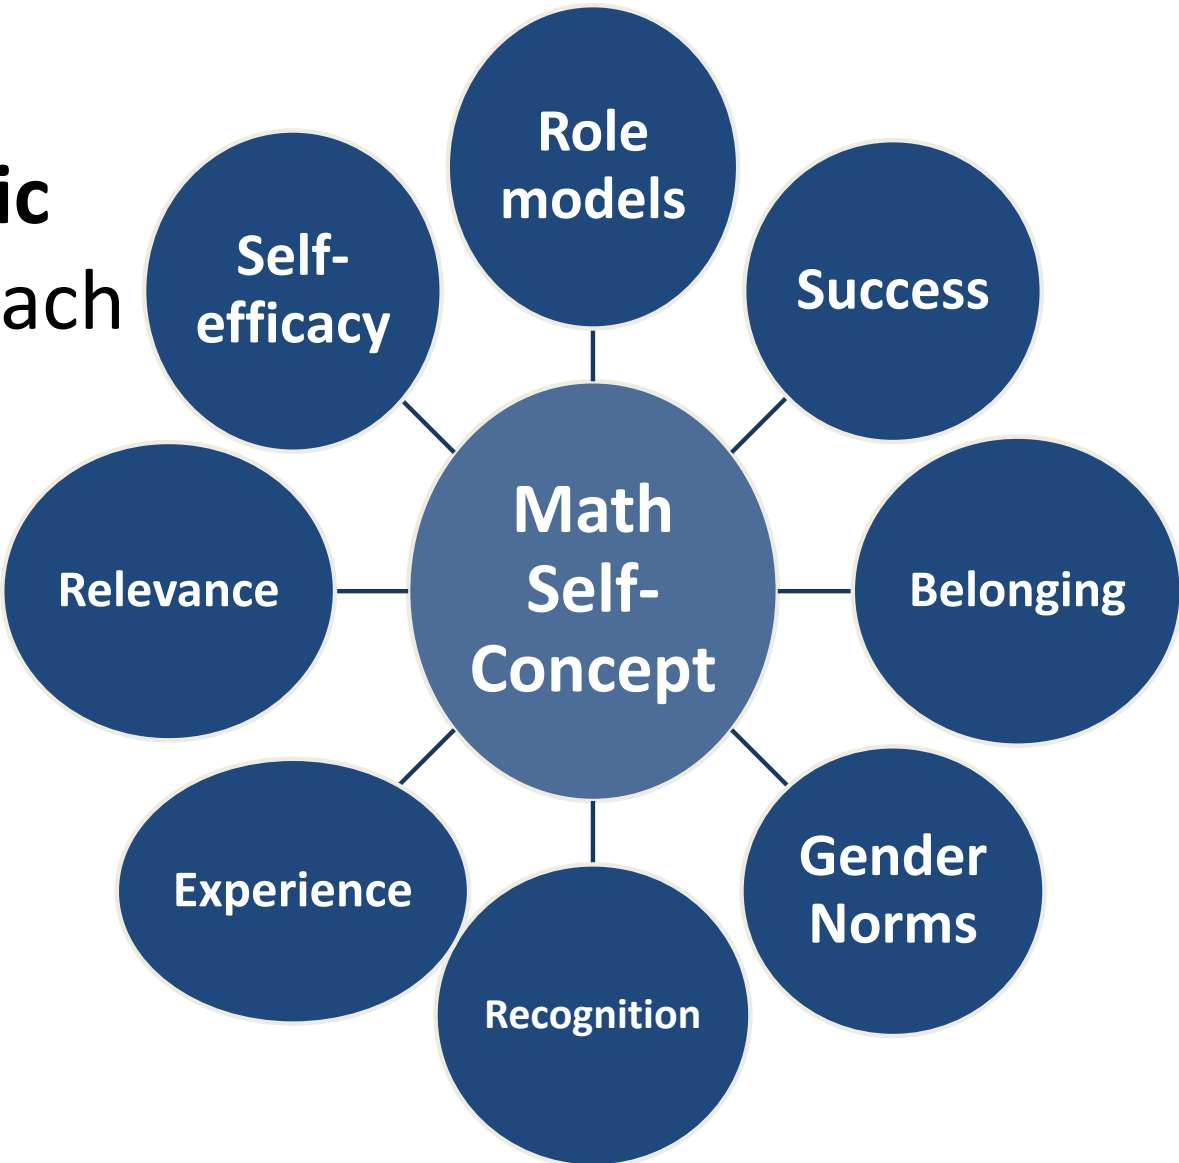 ic
ach
Role
models
Self-
efficacy
Success
Math
Self-
Concept
Relevance
Belonging
Experience
Gender
Norms
Recognition